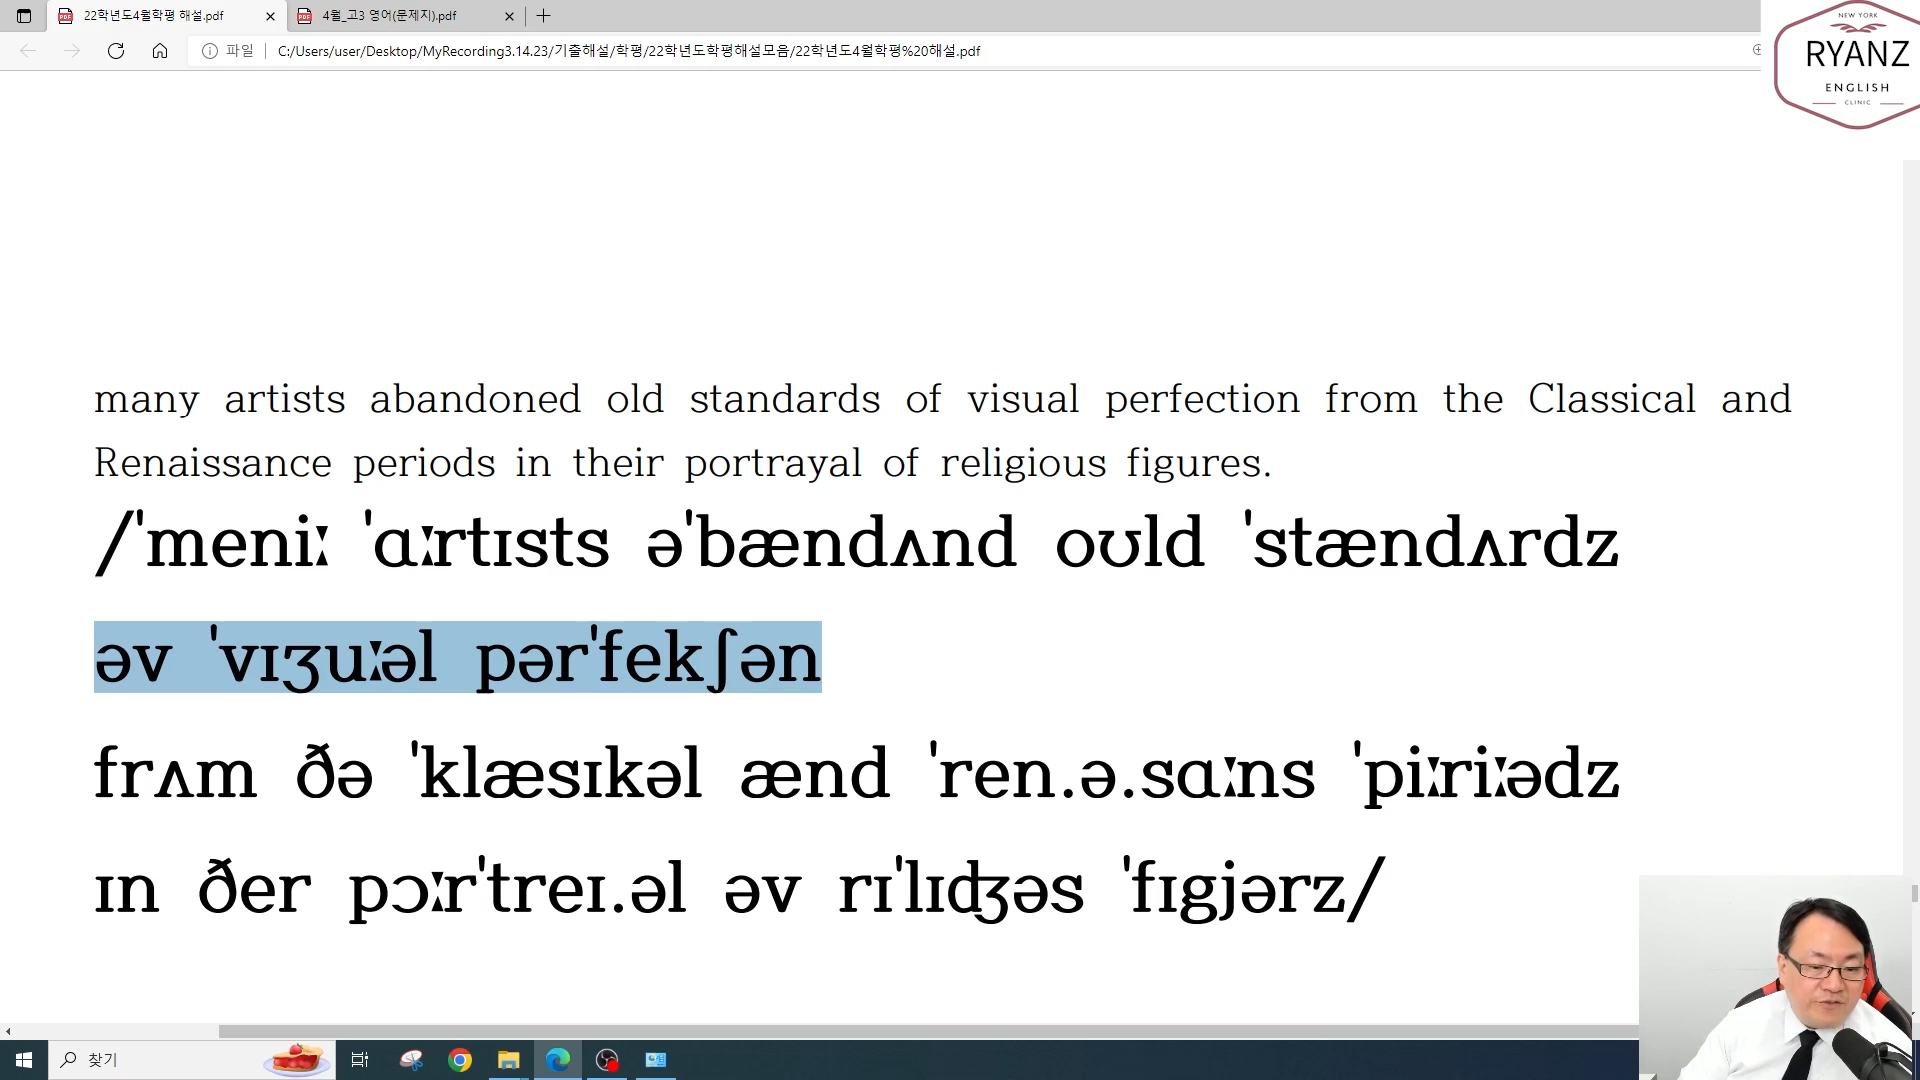 22학년도4월학평 해설.pdf
4월_고3 영어(문제지).pdf
파일
C:/Users/user/Desktop/MyRecording3.14.23/기출해설/학평/22학년도학평해설모음/22학년도4월학평%20해설.pdf
NEW YORK
RYANZ
ENGLISH
CLINIC
many artists abandoned old standards of visual perfection from the Classical and
Renaissance periods in their portrayal of religious figures.
/ˈmeniː ˈɑːrtɪsts əˈbændʌnd oʊld ˈstændʌrdz
əv ˈvɪʒuːəl pərˈfekʃən
frʌm ðə ˈklæsɪkəl ænd ˈren.ə.sɑːns ˈpiːriːədz
ɪn ðer pɔːrˈtreɪ.əl əv rɪˈlɪʤəs ˈfɪgjərz/
찾기